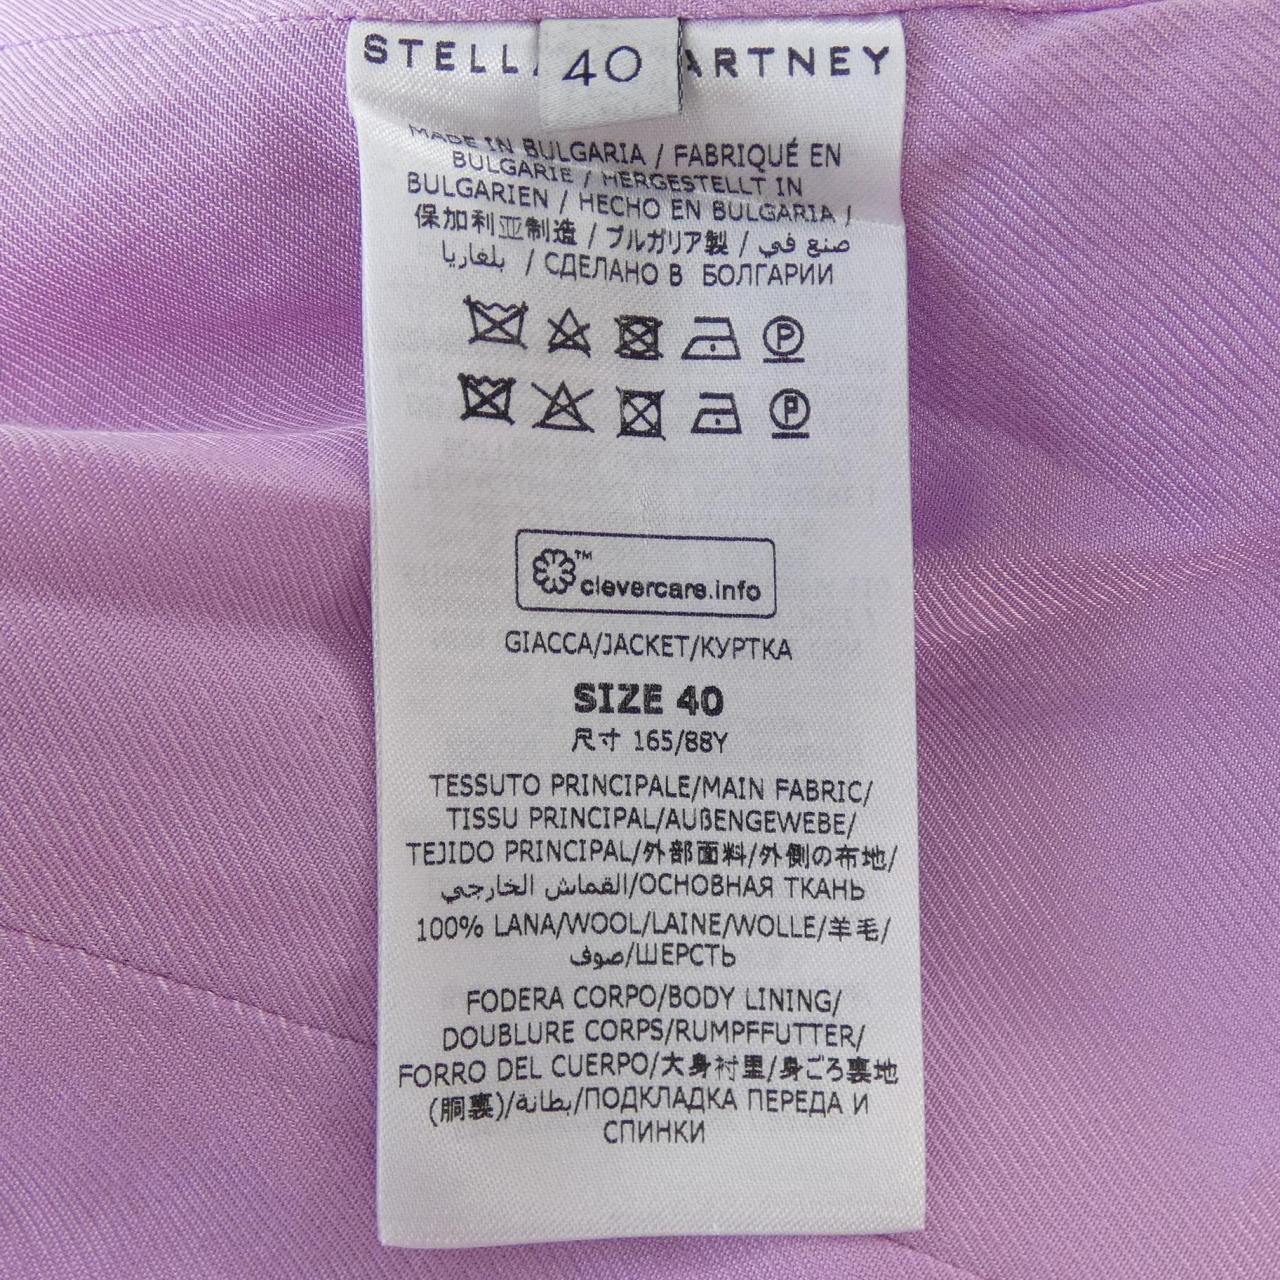 STELL
40
ARTNEY
MADE IN BULGARIA / FABRIQUÉ EN
BULGARIE / HERGESTELLT IN
BULGARIEN / HECHO EN BULGARIA /
保加利亚制造 / ブルガリア製 / صنع في
بلغاريا / СДЕЛАНО В БОЛГАРИИ
P
P
™
clevercare.info
GIACCA/JACKET/КУРТКА
SIZE 40
尺寸 165/88Y
TESSUTO PRINCIPALE/MAIN FABRIC/
TISSU PRINCIPAL/AUßENGEWEBE/
TEJIDO PRINCIPAL/外部面料/外側の布地/
القماش الخارجي/ОСНОВНАЯ ТКАНЬ
100% LANA/WOOL/LAINE/WOLLE/羊毛/
صوف/ШЕРСТЬ
FODERA CORPO/BODY LINING/
DOUBLURE CORPS/RUMPFFUTTER/
FORRO DEL CUERPO/大身衬里/身ごろ裏地
(胴裏)/بطانة/ПОДКЛАДКА ПЕРЕДА И
СПИНКИ